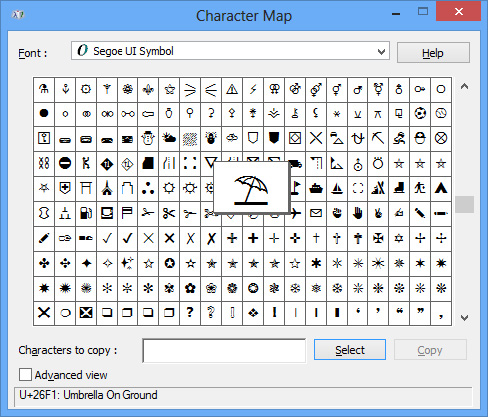 Character Map
Font :
O Segoe UI Symbol
Help
Characters to copy :
Select
Copy
Advanced view
U+26F1: Umbrella On Ground